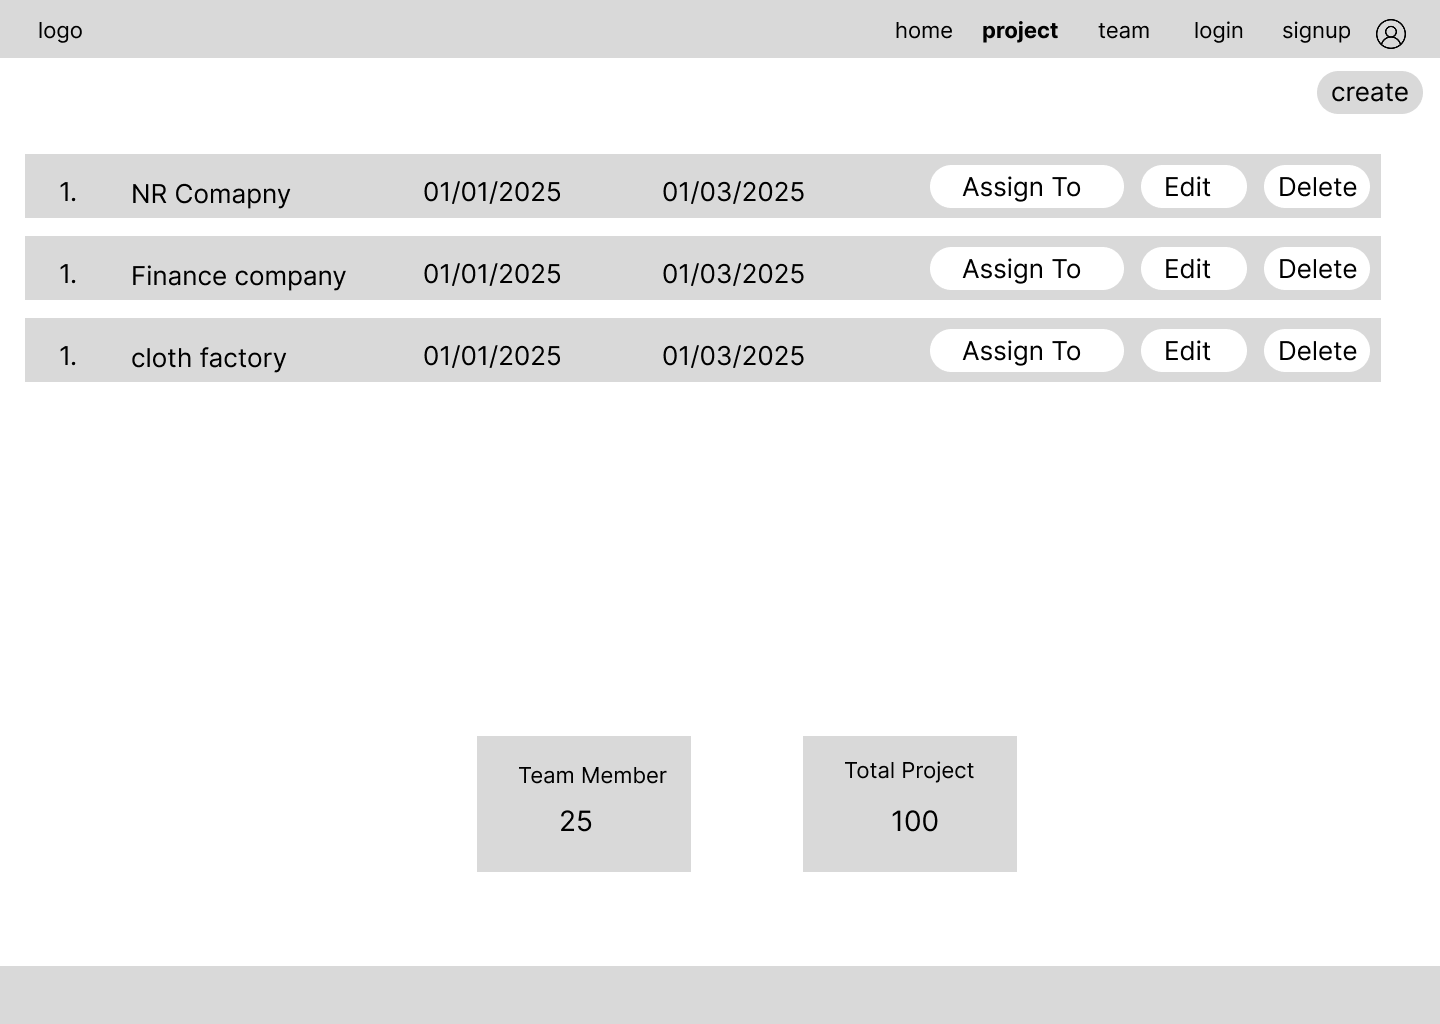 logo home project team login signup
create
1. NR Comapny 01/01/2025 01/03/2025 Assign To Edit Delete
1. Finance company 01/01/2025 01/03/2025 Assign To Edit Delete
1. cloth factory 01/01/2025 01/03/2025 Assign To Edit Delete
Team Member
25
Total Project
100